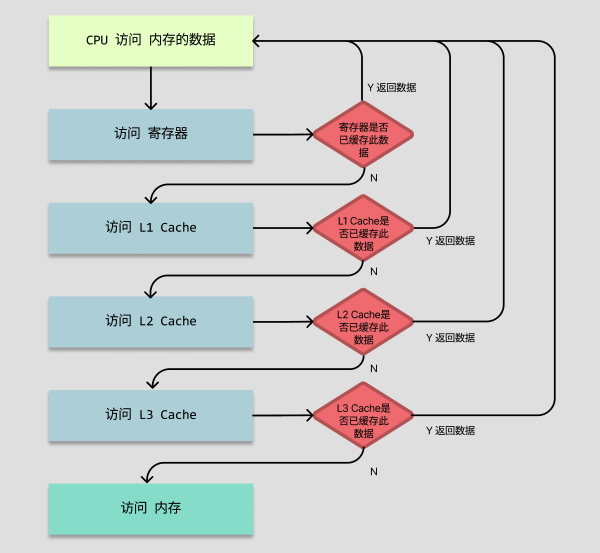 CPU 访问 内存的数据
Y 返回数据
访问 寄存器
寄存器是否
已缓存此数
据
N
访问 L1 Cache
L1 Cache是
否已缓存此
数据
Y 返回数据
N
访问 L2 Cache
L2 Cache是
否已缓存此
数据
Y 返回数据
N
访问 L3 Cache
L3 Cache是
否已缓存此
数据
Y 返回数据
N
访问 内存